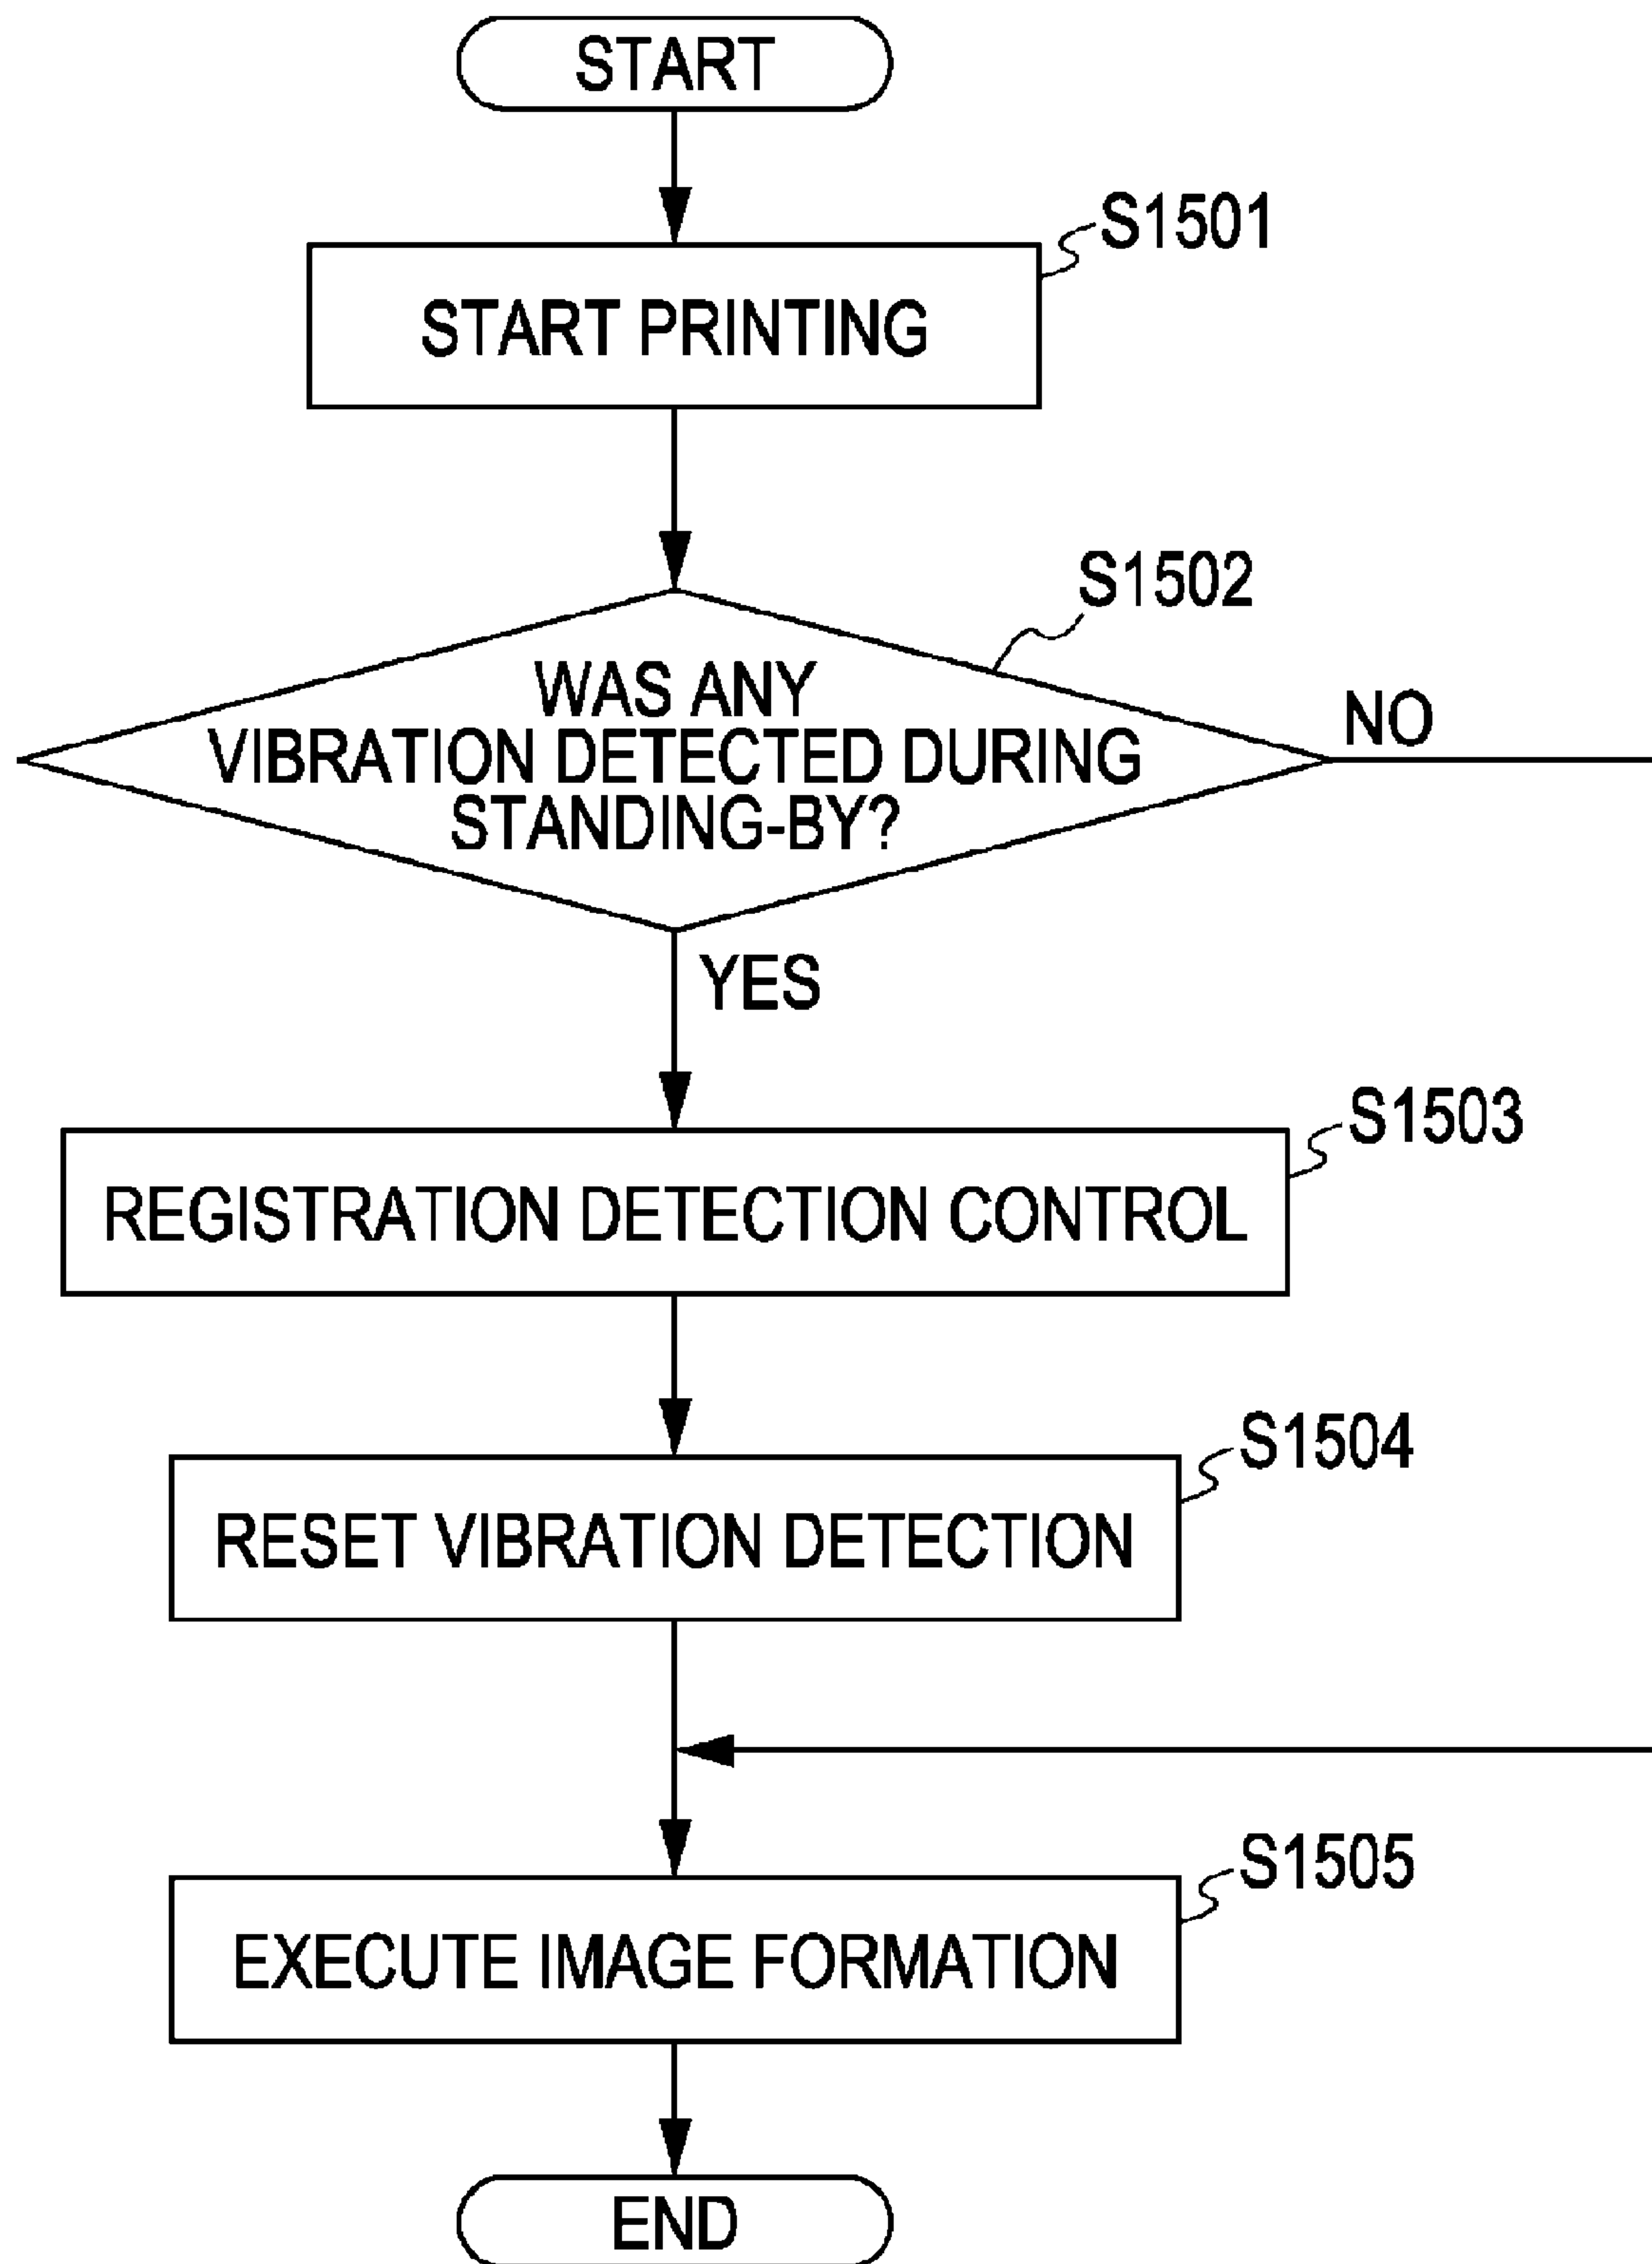 START
S1501
START PRINTING
S1502
WAS ANY
VIBRATION DETECTED DURING
STANDING-BY?
NO
YES
S1503
REGISTRATION DETECTION CONTROL
S1504
RESET VIBRATION DETECTION
S1505
EXECUTE IMAGE FORMATION
END